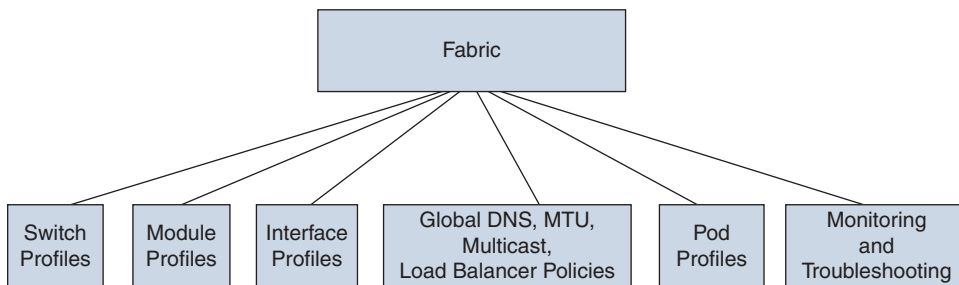 Fabric
Switch
Profiles
Module
Profiles
Interface
Profiles
Global DNS, MTU,
Multicast,
Load Balancer Policies
Pod
Profiles
Monitoring
and
Troubleshooting